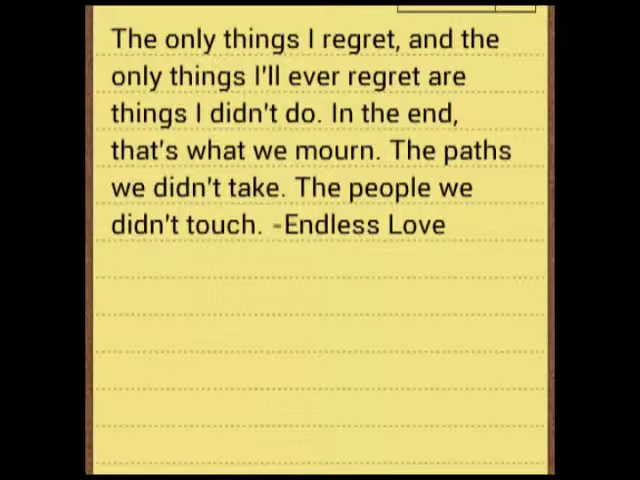 The only things I regret, and the
only things I'll ever regret are
things I didn't do. In the end,
that's what we mourn. The paths
we didn't take. The people we
didn't touch. -Endless Love